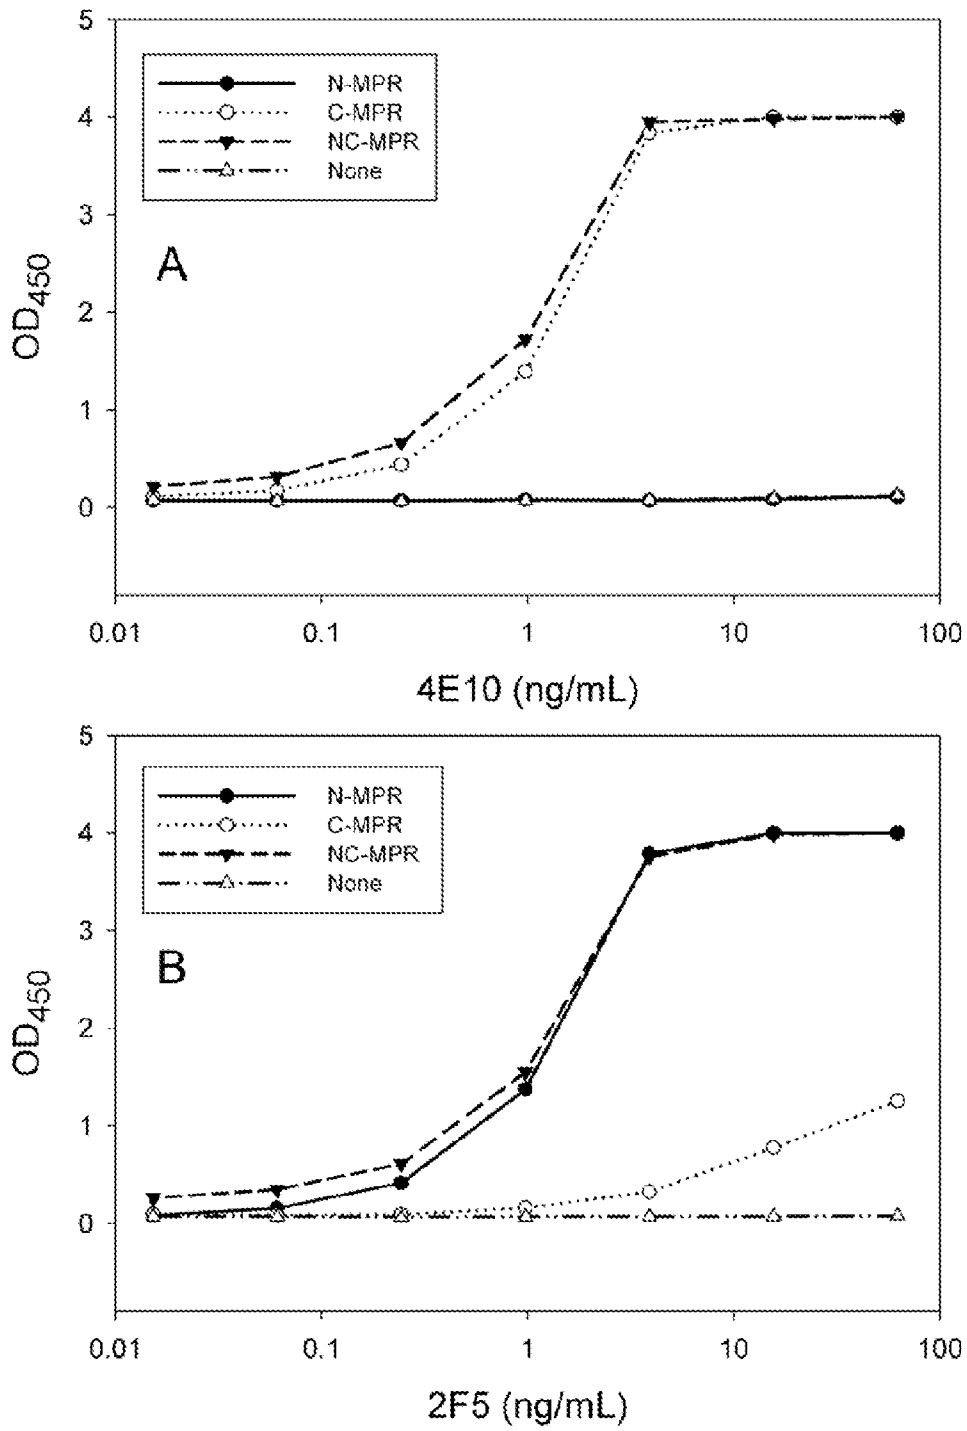 5
4
3
2
1
0
OD450
N-MPR
C-MPR
NC-MPR
None
A
0.01 0.1 1 10 100
4E10 (ng/mL)
5
4
3
2
1
0
OD450
N-MPR
C-MPR
NC-MPR
None
B
0.01 0.1 1 10 100
2F5 (ng/mL)